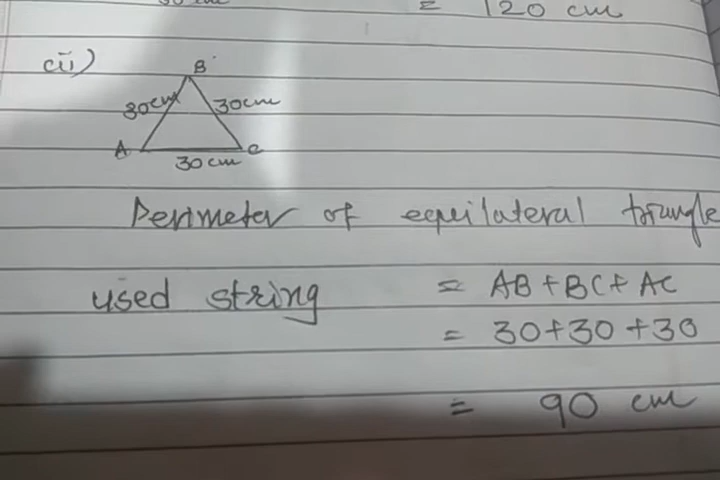 = 120 cm
cii)
B
30cm 30cm
A C
30 cm
Perimeter of equilateral triangle
used string = AB+BC+AC
= 30+30+30
= 90 cm